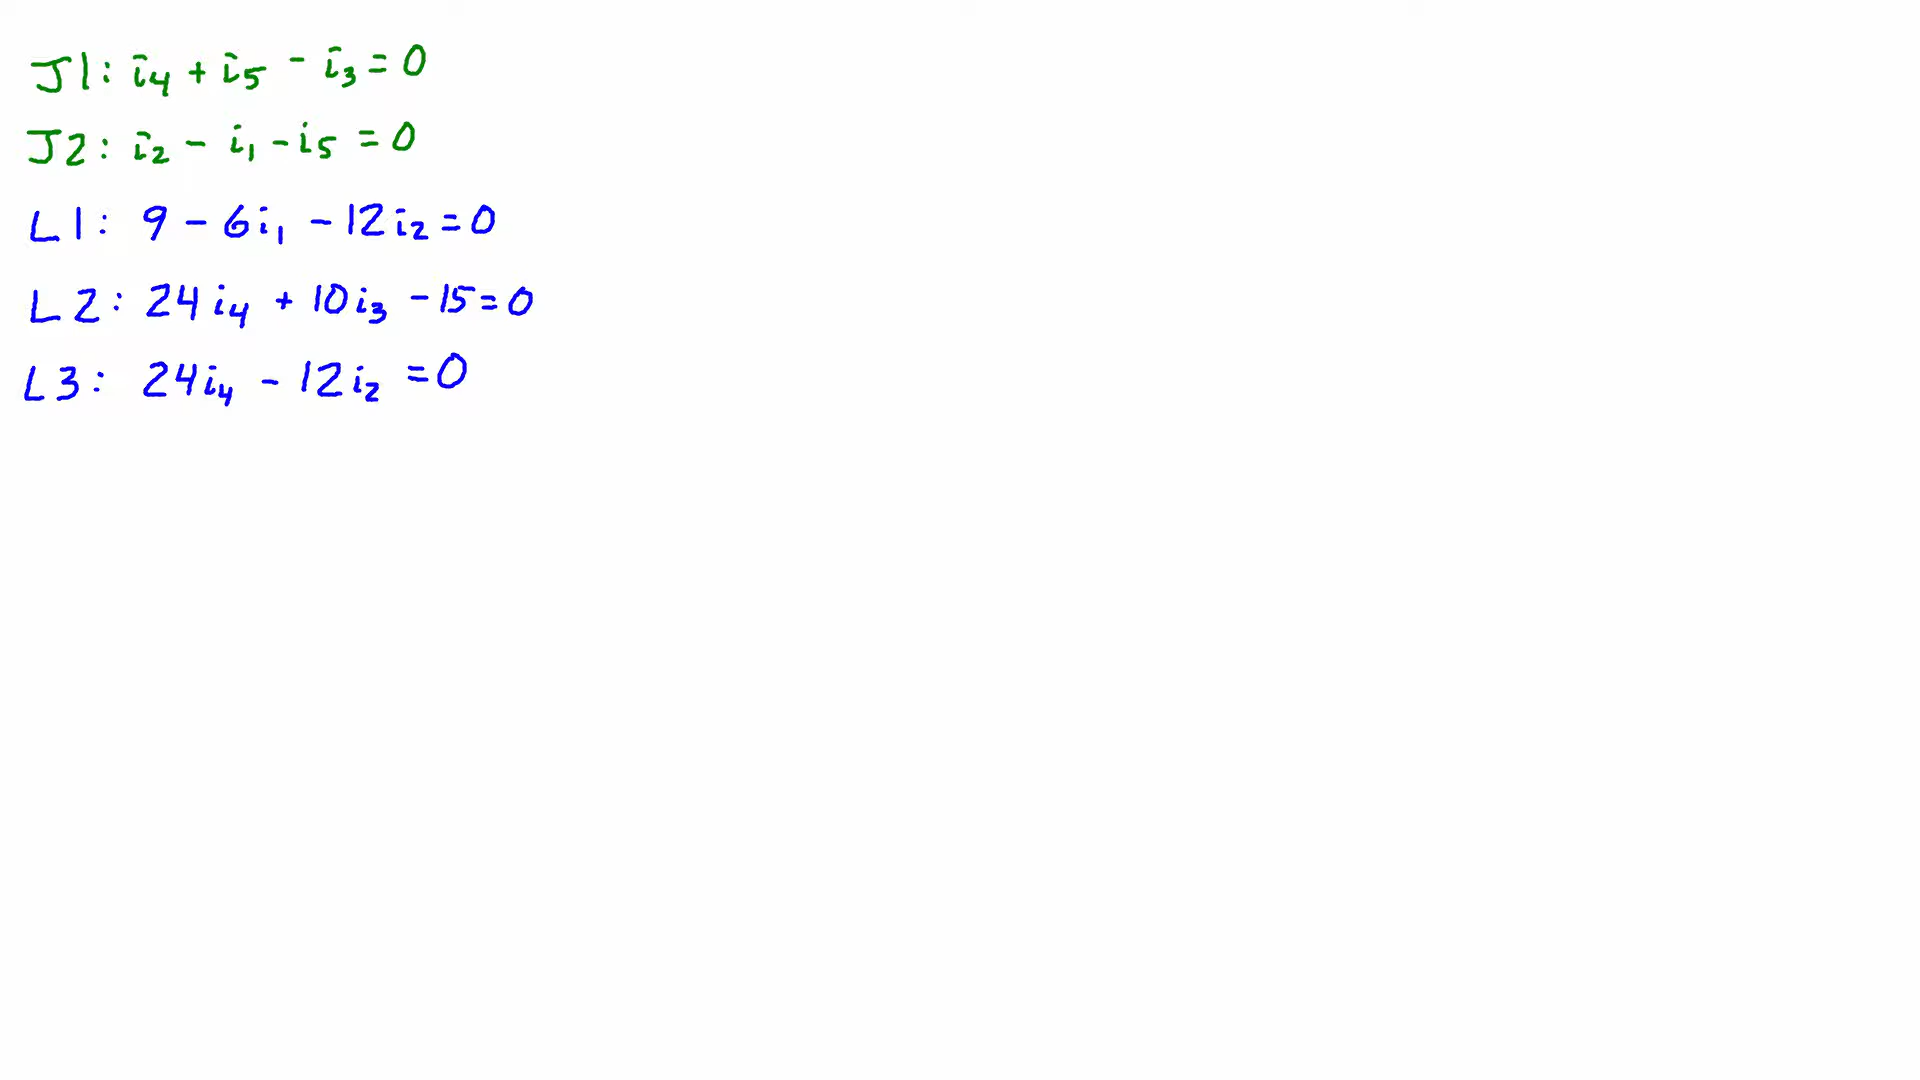 J1: i₄ + i₅ - i₃ = 0
J2: i₂ - i₁ - i₅ = 0
L1: 9 - 6i₁ - 12i₂ = 0
L2: 24i₄ + 10i₃ - 15 = 0
L3: 24i₄ - 12i₂ = 0